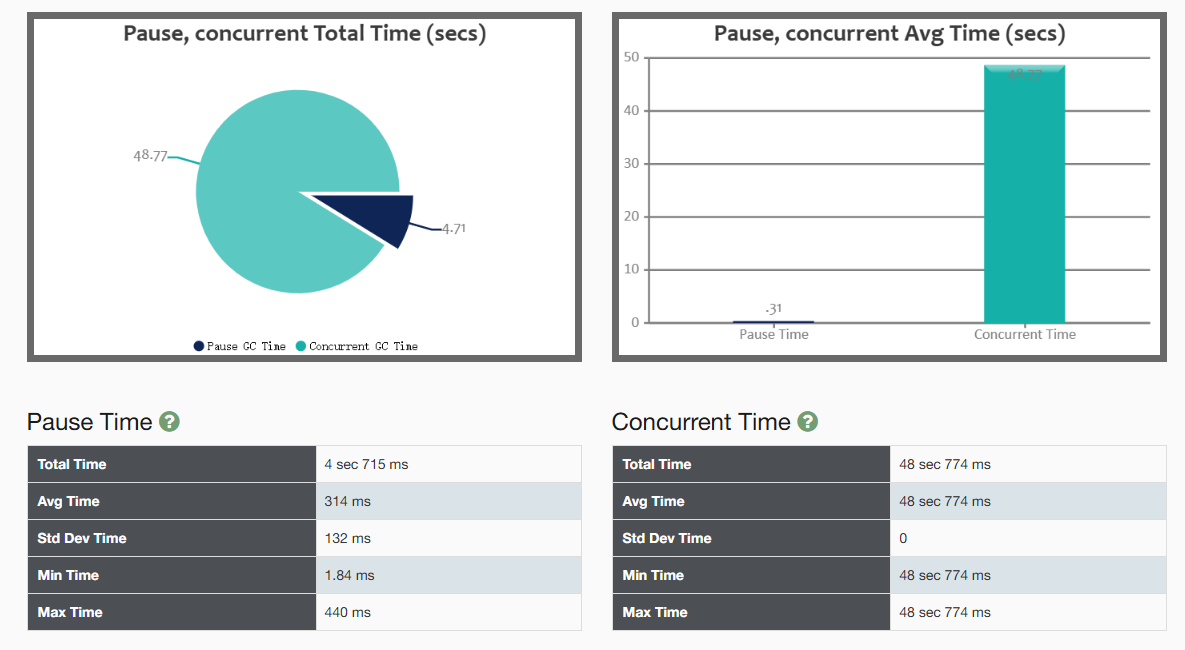 Pause, concurrent Total Time (secs)
48.77
4.71
Pause GC Time Concurrent GC Time
Pause, concurrent Avg Time (secs)
50
40
30
20
10
0
48.77
.31
Pause Time Concurrent Time
Pause Time ?
Total Time 4 sec 715 ms
Avg Time 314 ms
Std Dev Time 132 ms
Min Time 1.84 ms
Max Time 440 ms
Concurrent Time ?
Total Time 48 sec 774 ms
Avg Time 48 sec 774 ms
Std Dev Time 0
Min Time 48 sec 774 ms
Max Time 48 sec 774 ms